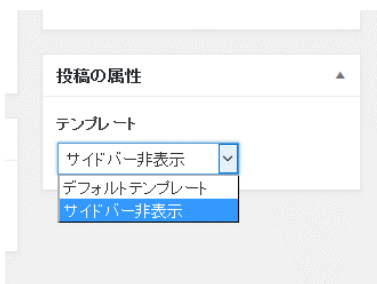 投稿の属性
テンプレート
サイドバー非表示
デフォルトテンプレート
サイドバー非表示